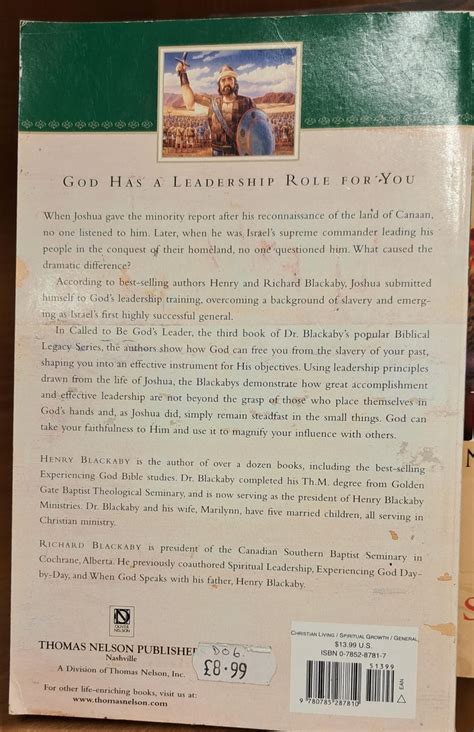 GOD HAS A LEADERSHIP ROLE FOR YOU
When Joshua gave the minority report after his reconnaissance of the land of Canaan,
no one listened to him. Later, when he was Israel's supreme commander leading his
people in the conquest of their homeland, no one questioned him. What caused the
dramatic difference?
According to best-selling authors Henry and Richard Blackaby, Joshua submitted
himself to God's leadership training, overcoming a background of slavery and emerg-
ing as Israel's first highly successful general.
In Called to Be God's Leader, the third book of Dr. Blackaby's popular Biblical
Legacy Series, the authors show how God can free you from the slavery of your past,
shaping you into an effective instrument for His objectives. Using leadership principles
drawn from the life of Joshua, the Blackabys demonstrate how great accomplishment
and effective leadership are not beyond the grasp of those who place themselves in
God's hands and, as Joshua did, simply remain steadfast in the small things. God can
take your faithfulness to Him and use it to magnify your influence with others.
HENRY BLACKABY is the author of over a dozen books, including the best-selling
Experiencing God Bible studies. Dr. Blackaby completed his Th.M. degree from Golden
Gate Baptist Theological Seminary, and is now serving as the president of Henry Blackaby
Ministries. Dr. Blackaby and his wife, Marilynn, have five married children, all serving in
Christian ministry.
RICHARD BLACKABY is president of the Canadian Southern Baptist Seminary in
Cochrane, Alberta. He previously coauthored Spiritual Leadership, Experiencing God Day-
by-Day, and When God Speaks with his father, Henry Blackaby.
OLIVER
NELSON
THOMAS NELSON PUBLISHER
Nashville
A Division of Thomas Nelson, Inc.
For other life-enriching books, visit us at:
www.thomasnelson.com
DOG
£8.99
CHRISTIAN LIVING / SPIRITUAL GROWTH / GENERAL
$13.99 U.S.
ISBN 0-7852-8781-7
51399
EAN
9 780785 287810